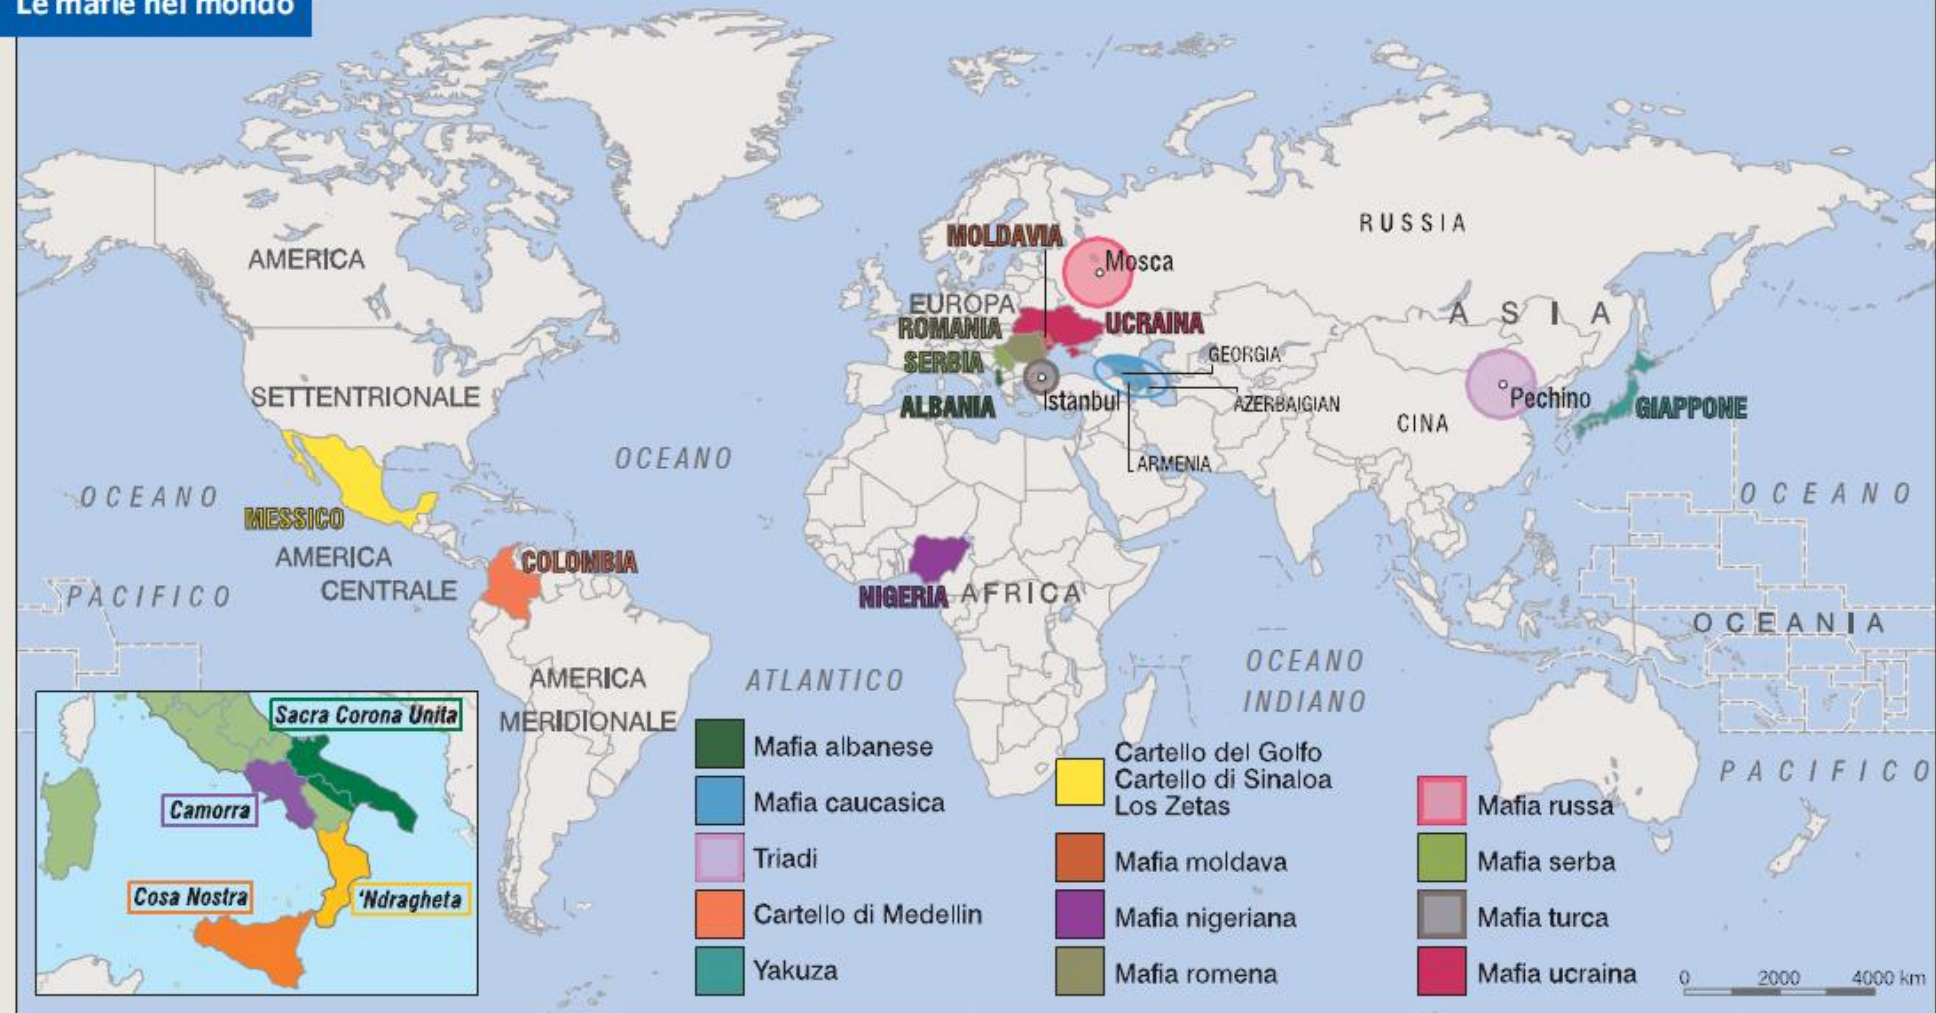 Le mafie nel mondo
AMERICA
SETTENTRIONALE
OCEANO
PACIFICO
MESSICO
AMERICA
CENTRALE
COLOMBIA
AMERICA
MERIDIONALE
OCEANO
ATLANTICO
MOLDAVIA
Mosca
RUSSIA
EUROPA
ROMANIA
UCRAINA
SERBIA
GEORGIA
ALBANIA
Istanbul
AZERBAIGIAN
ARMENIA
ASIA
Pechino
CINA
GIAPPONE
NIGERIA
AFRICA
OCEANO
INDIANO
OCEANO
PACIFICO
OCEANIA
Sacra Corona Unita
Camorra
Cosa Nostra
'Ndragheta
Mafia albanese
Mafia caucasica
Triadi
Cartello di Medellin
Yakuza
Cartello del Golfo
Cartello di Sinaloa
Los Zetas
Mafia moldava
Mafia nigeriana
Mafia romena
Mafia russa
Mafia serba
Mafia turca
Mafia ucraina
0 2000 4000 km